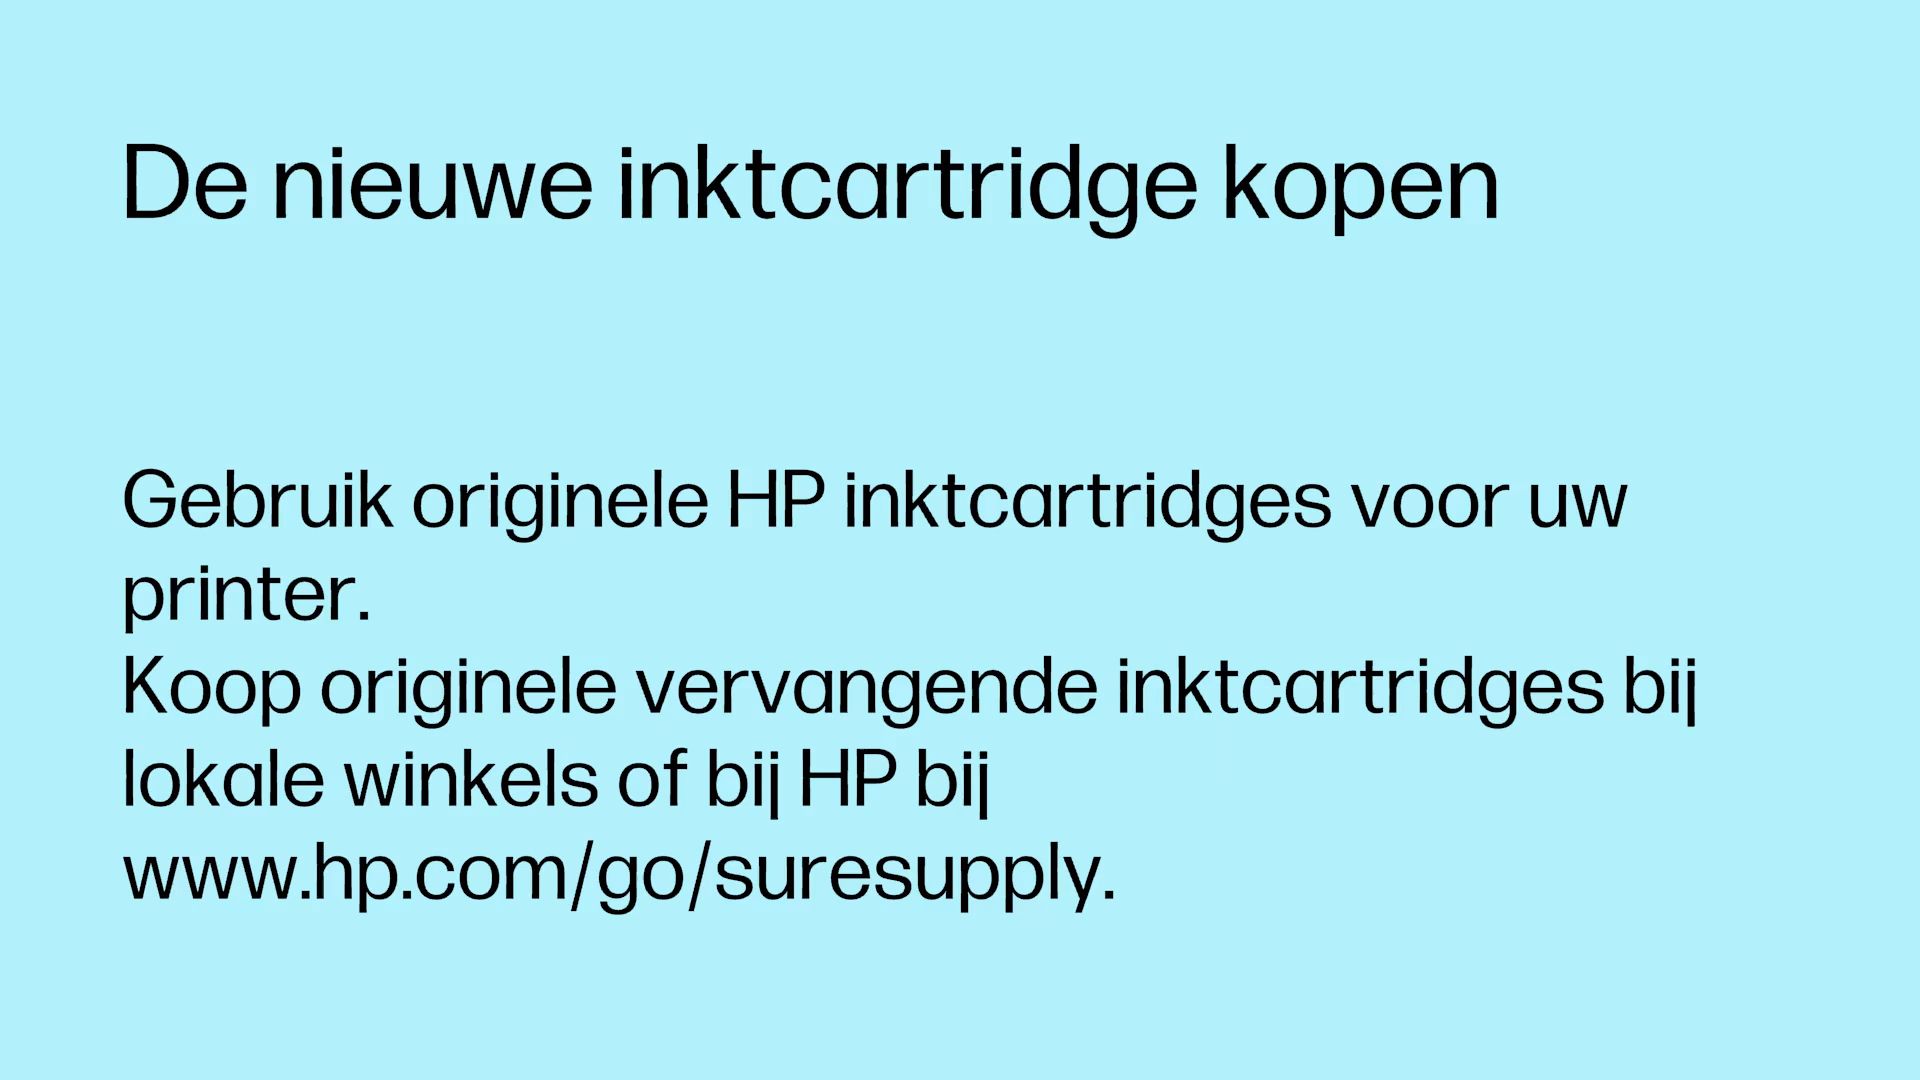 De nieuwe inktcartridge kopen
Gebruik originele HP inktcartridges voor uw
printer.
Koop originele vervangende inktcartridges bij
lokale winkels of bij HP bij
www.hp.com/go/suresupply.